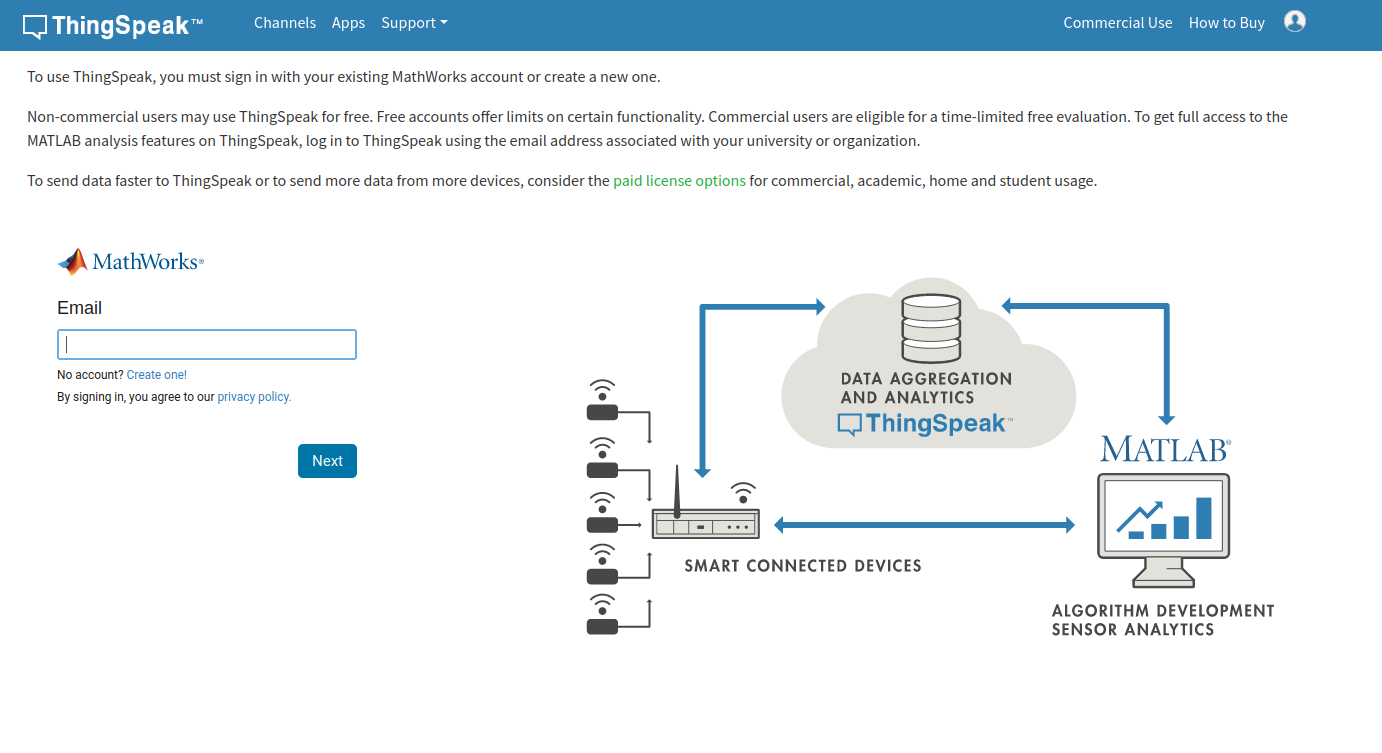 ThingSpeak™
Channels Apps Support
Commercial Use How to Buy
To use ThingSpeak, you must sign in with your existing MathWorks account or create a new one.
Non-commercial users may use ThingSpeak for free. Free accounts offer limits on certain functionality. Commercial users are eligible for a time-limited free evaluation. To get full access to the
MATLAB analysis features on ThingSpeak, log in to ThingSpeak using the email address associated with your university or organization.
To send data faster to ThingSpeak or to send more data from more devices, consider the paid license options for commercial, academic, home and student usage.
MathWorks®
Email
No account? Create one!
By signing in, you agree to our privacy policy.
Next
DATA AGGREGATION
AND ANALYTICS
ThingSpeak™
MATLAB®
SMART CONNECTED DEVICES
ALGORITHM DEVELOPMENT
SENSOR ANALYTICS